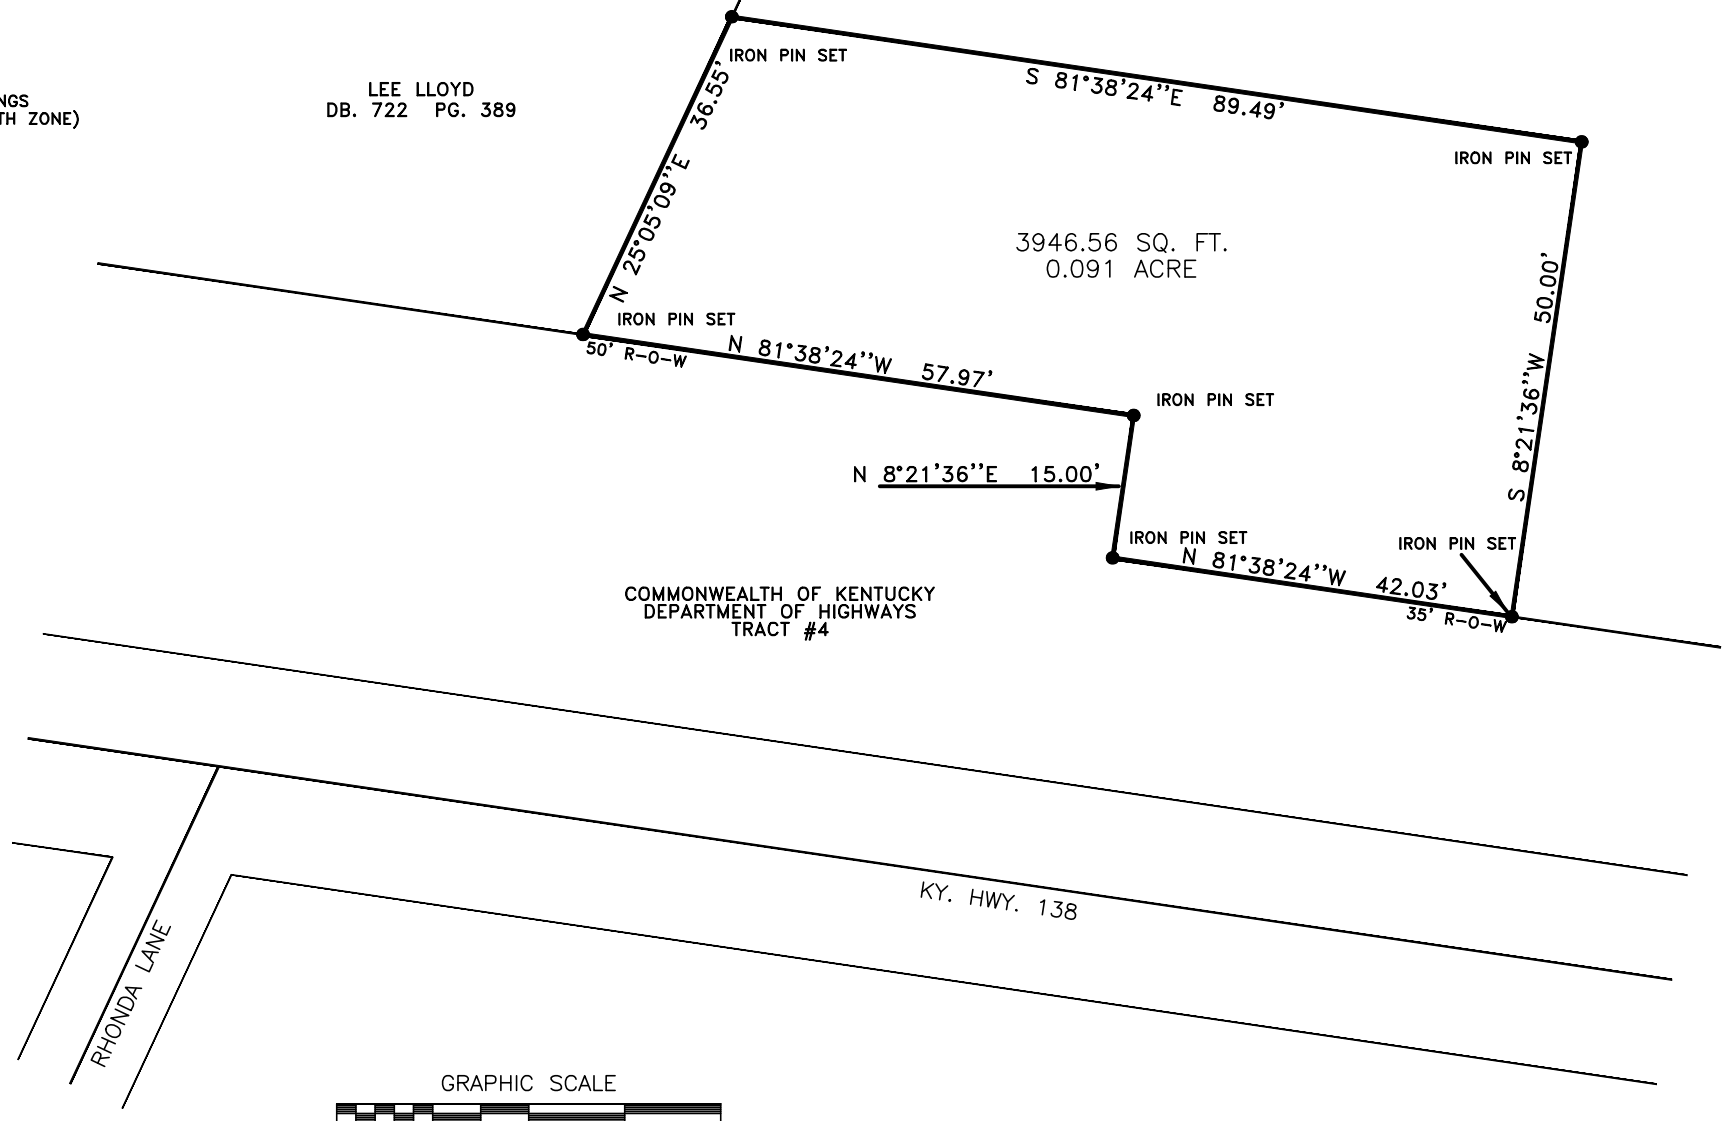 IRON PIN SET
S 81°38'24''E 89.49'
LEE LLOYD
DB. 722 PG. 389
NGS
TH ZONE)
N 25°05'09''E 36.55'
IRON PIN SET
3946.56 SQ. FT.
0.091 ACRE
S 8°21'36''W 50.00'
IRON PIN SET
50' R-O-W
N 81°38'24''W 57.97'
IRON PIN SET
N 8°21'36''E 15.00'
IRON PIN SET
IRON PIN SET
N 81°38'24''W 42.03'
35' R-O-W
COMMONWEALTH OF KENTUCKY
DEPARTMENT OF HIGHWAYS
TRACT #4
KY. HWY. 138
RHONDA LANE
GRAPHIC SCALE